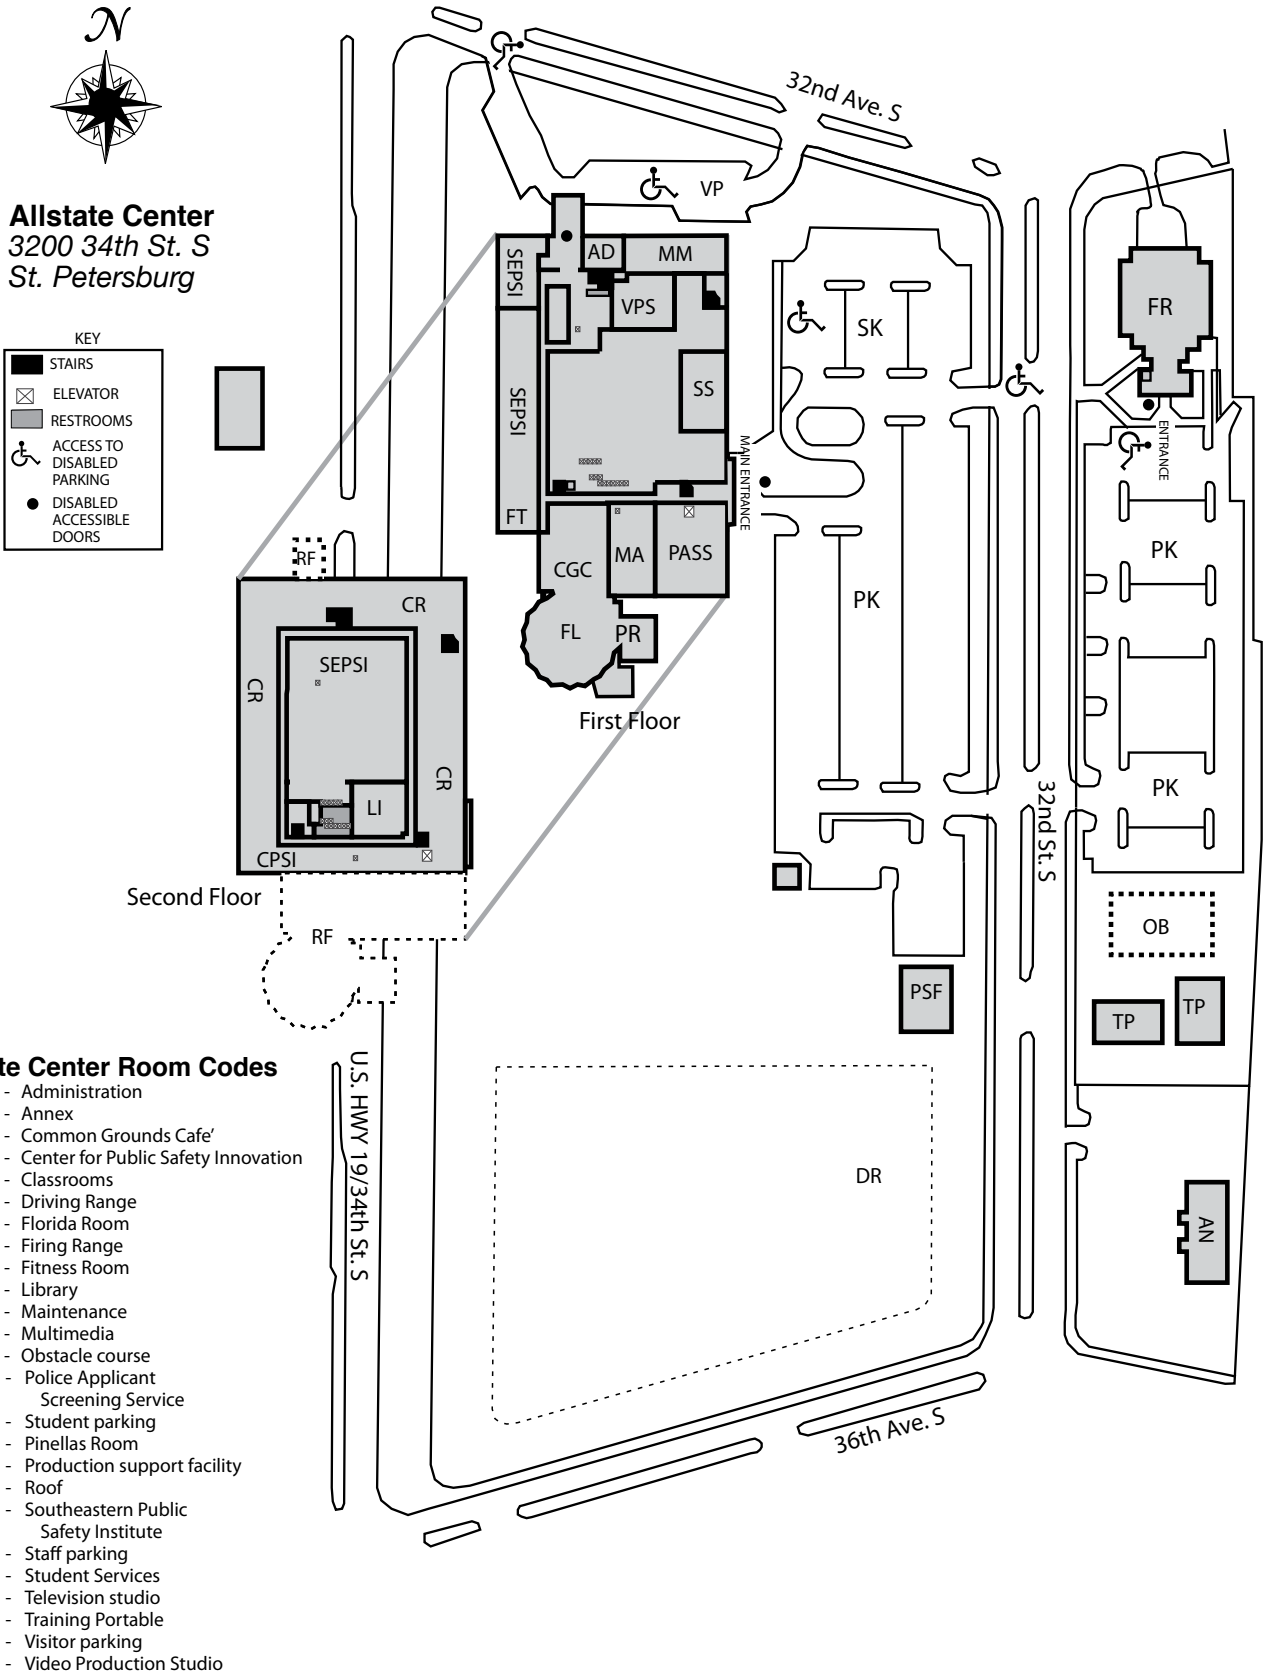 N
Allstate Center
3200 34th St. S
St. Petersburg
KEY
STAIRS
ELEVATOR
RESTROOMS
ACCESS TO
DISABLED
PARKING
DISABLED
ACCESSIBLE
DOORS
32nd Ave. S
VP
SEPSI
AD
MM
VPS
SEPSI
SS
FT
MAIN ENTRANCE
CGC
MA
PASS
FL
PR
First Floor
SK
PK
FR
ENTRANCE
PK
PK
32nd St. S
OB
PSF
TP
TP
DR
AN
36th Ave. S
RF
CR
SEPSI
CR
CR
LI
CPSI
Second Floor
RF
U.S. HWY 19/34th St. S
te Center Room Codes
- Administration
- Annex
- Common Grounds Cafe’
- Center for Public Safety Innovation
- Classrooms
- Driving Range
- Florida Room
- Firing Range
- Fitness Room
- Library
- Maintenance
- Multimedia
- Obstacle course
- Police Applicant
Screening Service
- Student parking
- Pinellas Room
- Production support facility
- Roof
- Southeastern Public
Safety Institute
- Staff parking
- Student Services
- Television studio
- Training Portable
- Visitor parking
- Video Production Studio